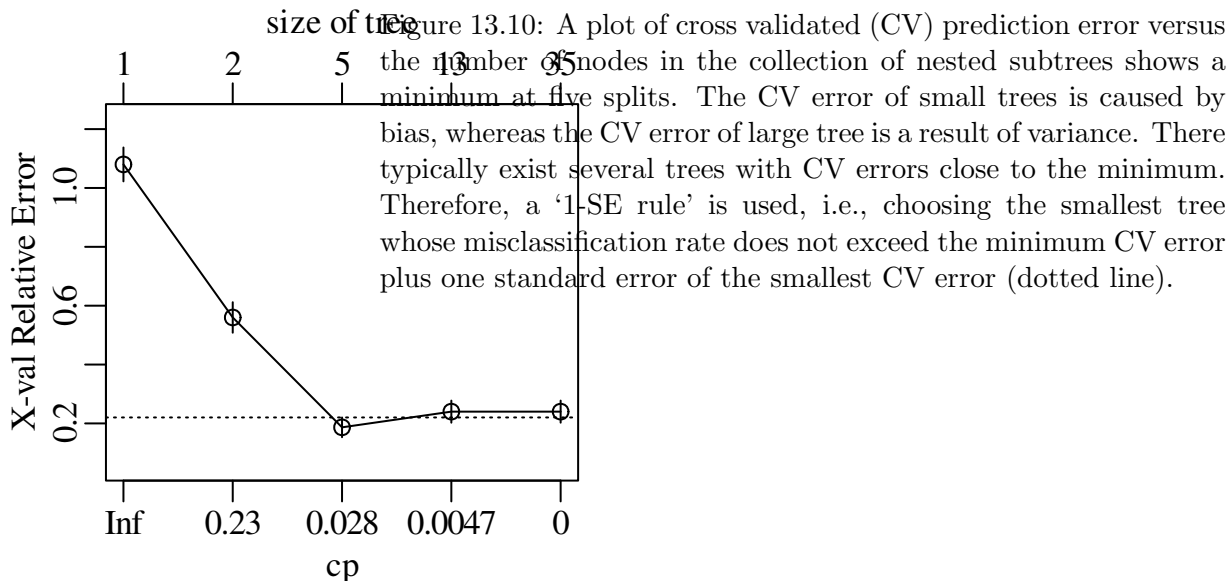 size of tree
1 2 5 13 35
X-val Relative Error
1.0
0.6
0.2
Inf 0.23 0.028 0.0047 0
cp
Figure 13.10: A plot of cross validated (CV) prediction error versus
the number of nodes in the collection of nested subtrees shows a
minimum at five splits. The CV error of small trees is caused by
bias, whereas the CV error of large tree is a result of variance. There
typically exist several trees with CV errors close to the minimum.
Therefore, a ‘1-SE rule’ is used, i.e., choosing the smallest tree
whose misclassification rate does not exceed the minimum CV error
plus one standard error of the smallest CV error (dotted line).